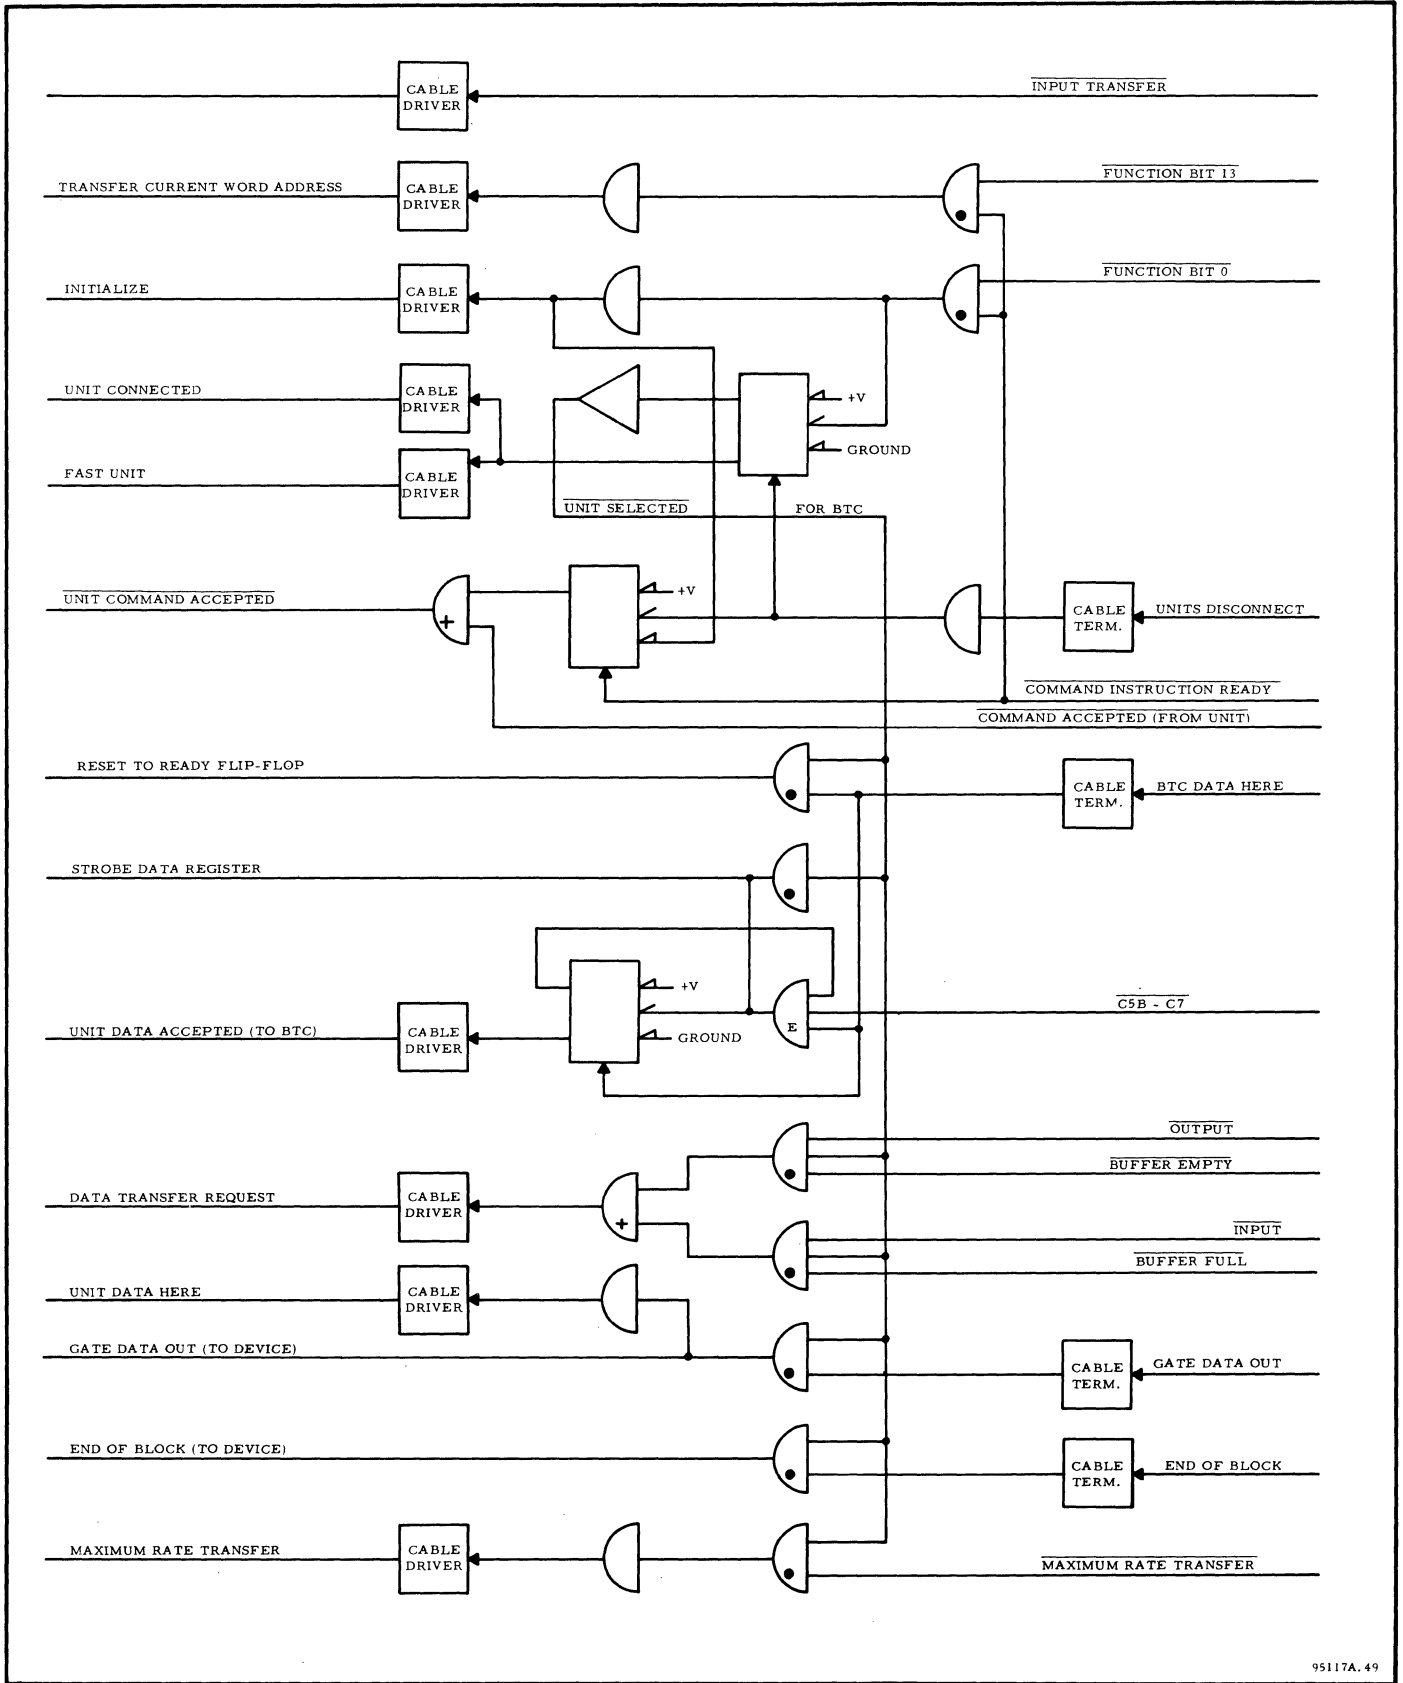 CABLE
DRIVER
INPUT TRANSFER
TRANSFER CURRENT WORD ADDRESS
CABLE
DRIVER
FUNCTION BIT 13
INITIALIZE
CABLE
DRIVER
FUNCTION BIT 0
UNIT CONNECTED
CABLE
DRIVER
+V
GROUND
FAST UNIT
CABLE
DRIVER
UNIT SELECTED
FOR BTC
UNIT COMMAND ACCEPTED
+
+V
CABLE
TERM.
UNITS DISCONNECT
COMMAND INSTRUCTION READY
COMMAND ACCEPTED (FROM UNIT)
RESET TO READY FLIP-FLOP
CABLE
TERM.
BTC DATA HERE
STROBE DATA REGISTER
+V
GROUND
E
C5B - C7
UNIT DATA ACCEPTED (TO BTC)
CABLE
DRIVER
OUTPUT
BUFFER EMPTY
DATA TRANSFER REQUEST
CABLE
DRIVER
+
INPUT
BUFFER FULL
UNIT DATA HERE
CABLE
DRIVER
GATE DATA OUT (TO DEVICE)
CABLE
TERM.
GATE DATA OUT
END OF BLOCK (TO DEVICE)
CABLE
TERM.
END OF BLOCK
MAXIMUM RATE TRANSFER
CABLE
DRIVER
MAXIMUM RATE TRANSFER
95117A.49